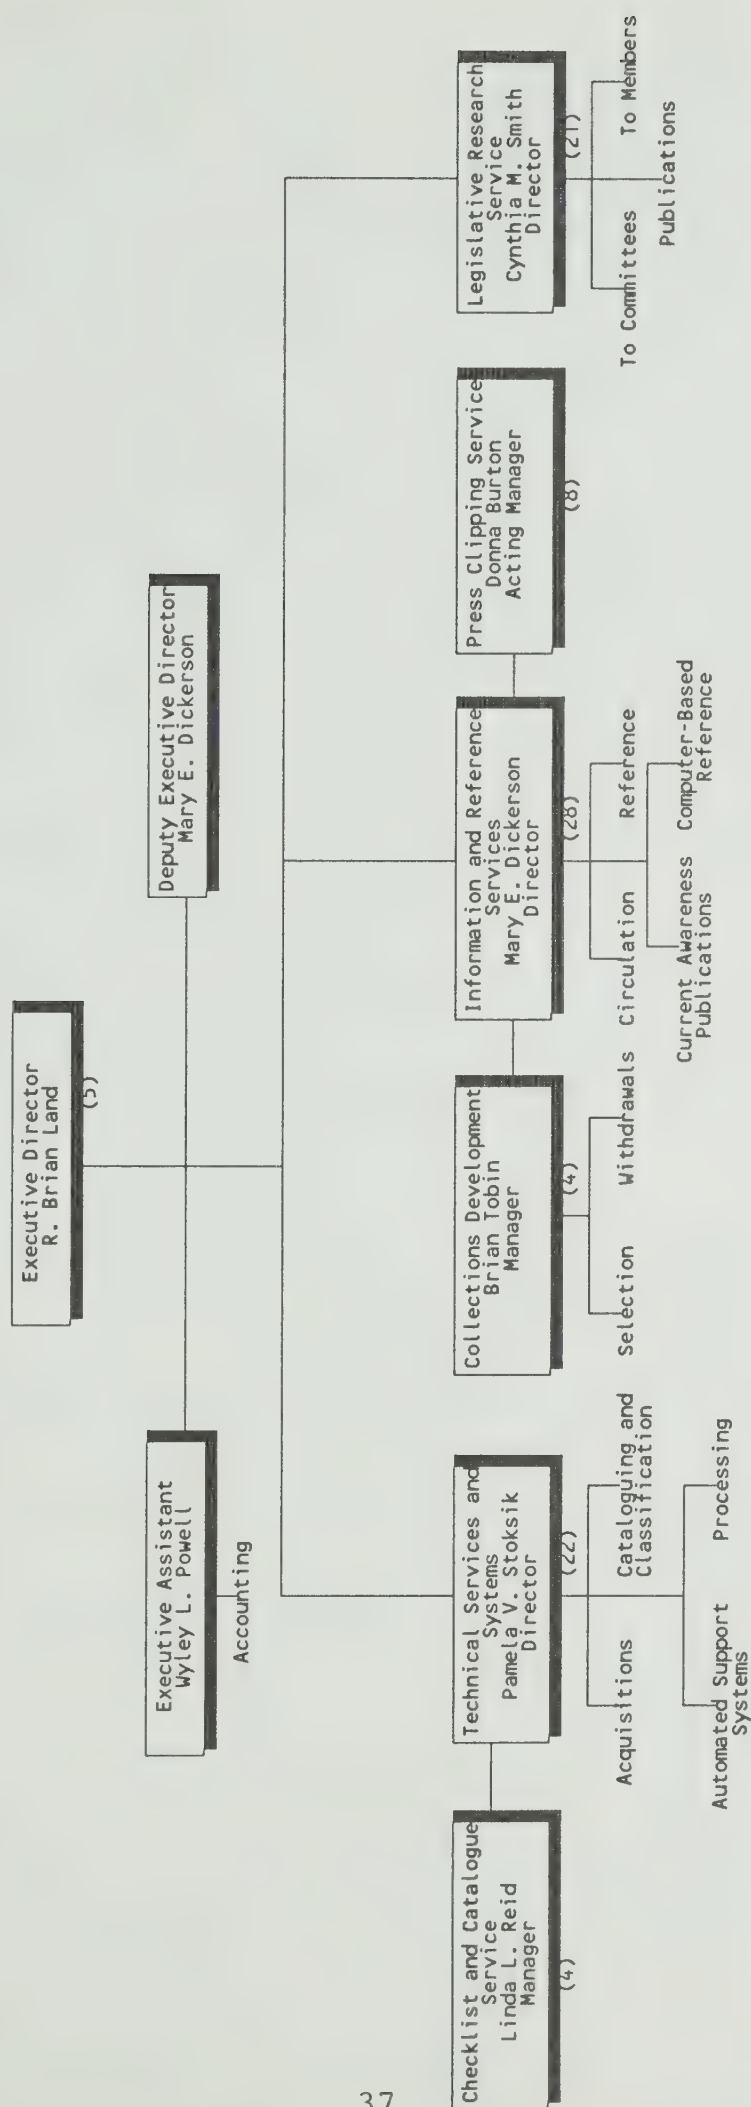 Executive Director
R. Brian Land
(5)
Executive Assistant
Wyley L. Powell
Accounting
Deputy Executive Director
Mary E. Dickerson
Checklist and Catalogue
Service
Linda L. Reid
Manager
(4)
Technical Services and
Systems
Pamela V. Stoksik
Director
(22)
Acquisitions
Cataloguing and
Classification
Automated Support
Systems
Processing
Collections Development
Brian Tobin
Manager
(4)
Selection
Withdrawals
Information and Reference
Services
Mary E. Dickerson
Director
(28)
Circulation
Reference
Current Awareness
Publications
Computer-Based
Reference
Press Clipping Service
Donna Burton
Acting Manager
(8)
Legislative Research
Service
Cynthia M. Smith
Director
(21)
To Committees
To Members
Publications
37